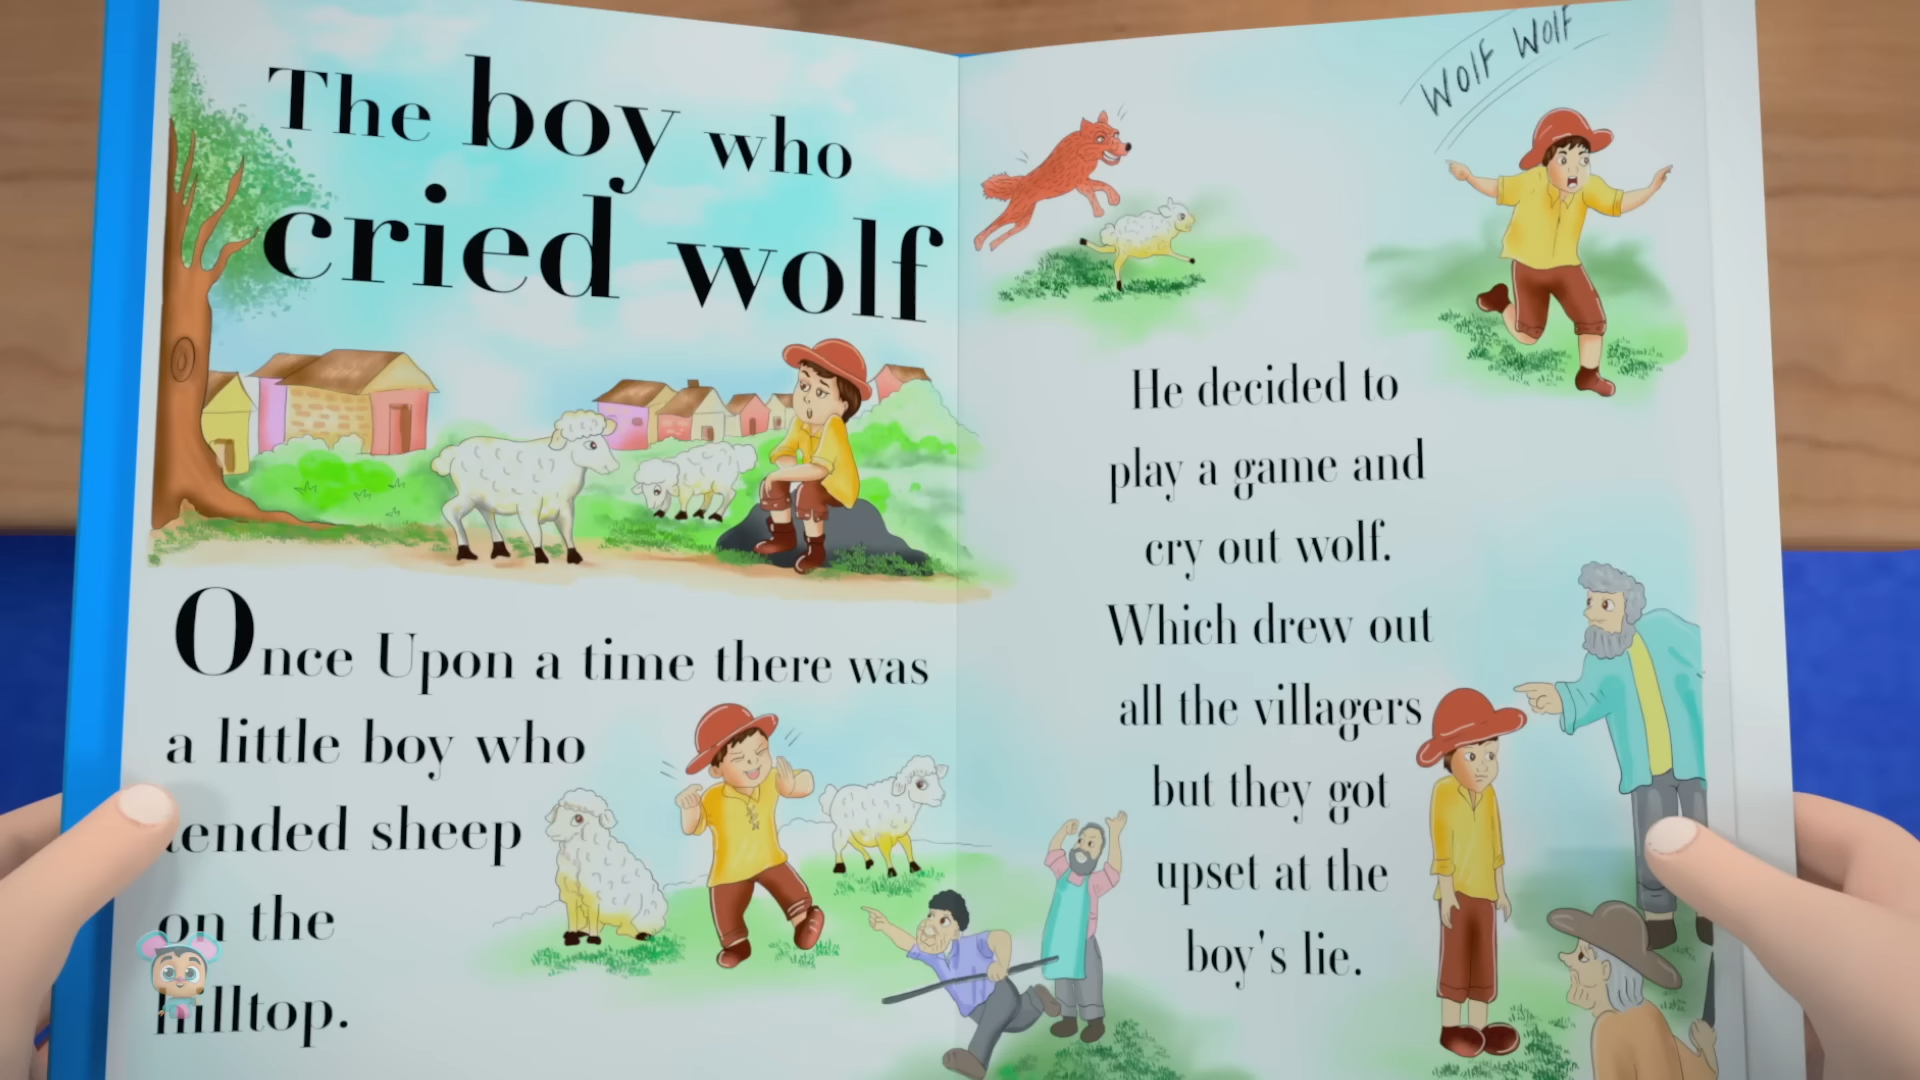 The boy who
cried wolf
Once Upon a time there was
a little boy who
tended sheep
on the
hilltop.
WOLF WOLF
He decided to
play a game and
cry out wolf.
Which drew out
all the villagers
but they got
upset at the
boy's lie.